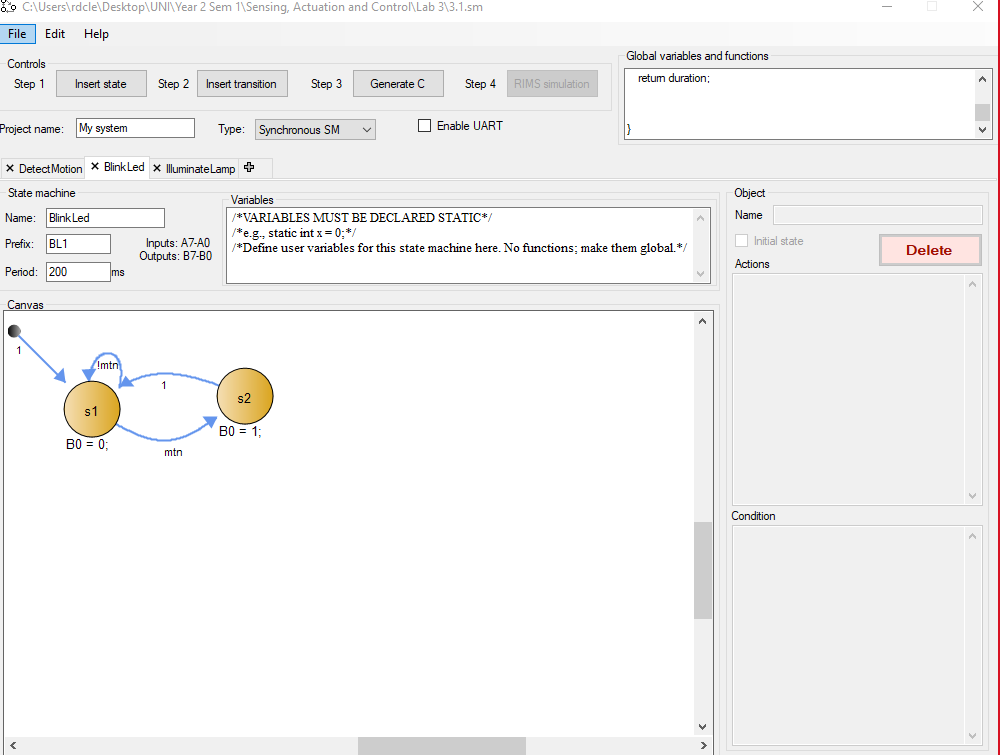 C:\Users\rdcle\Desktop\UNI\Year 2 Sem 1\Sensing, Actuation and Control\Lab 3\3.1.sm
File Edit Help
Controls
Step 1 Insert state Step 2 Insert transition Step 3 Generate C Step 4 RIMS simulation
Global variables and functions
return duration;
}
Project name: My system Type: Synchronous SM Enable UART
DetectMotion BlinkLed IlluminateLamp
State machine
Name: BlinkLed
Prefix: BL1
Period: 200 ms
Inputs: A7-A0
Outputs: B7-B0
Variables
/*VARIABLES MUST BE DECLARED STATIC*/
/*e.g., static int x = 0;*/
/*Define user variables for this state machine here. No functions; make them global.*/
Object
Name
Initial state
Delete
Actions
Condition
Canvas
1
!mtn
1
s1
s2
B0 = 0;
B0 = 1;
mtn